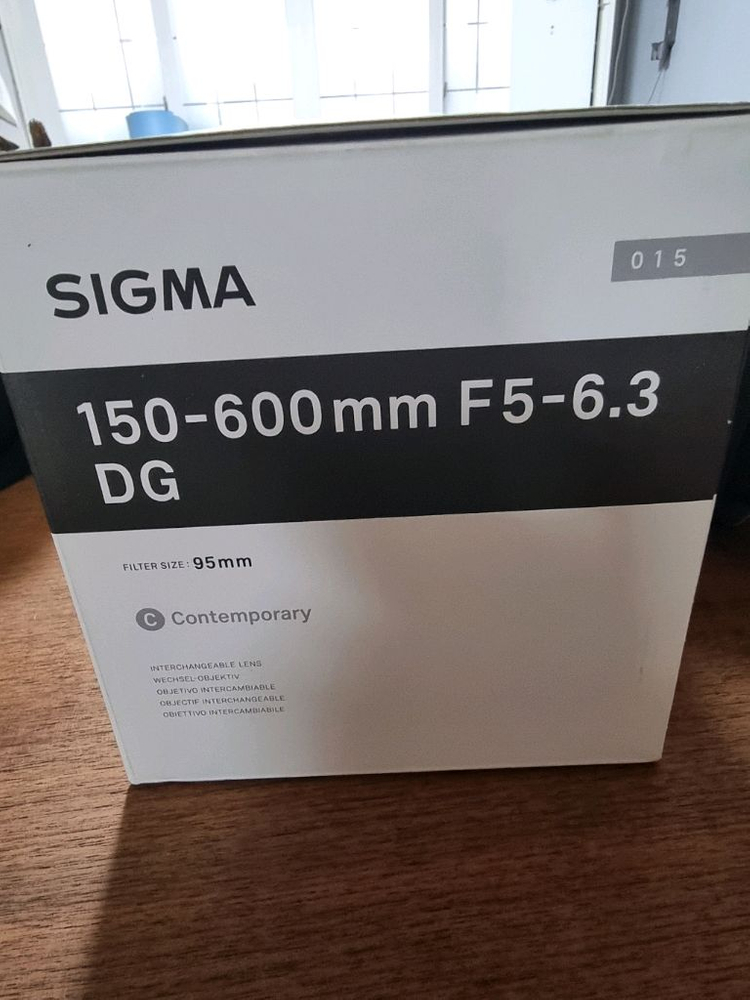 SIGMA
015
150-600mm F5-6.3
DG
FILTER SIZE: 95mm
C Contemporary
INTERCHANGEABLE LENS
WECHSEL-OBJEKTIV
OBJETIVO INTERCAMBIABLE
OBJECTIF INTERCHANGEABLE
OBIETTIVO INTERCAMBIABILE